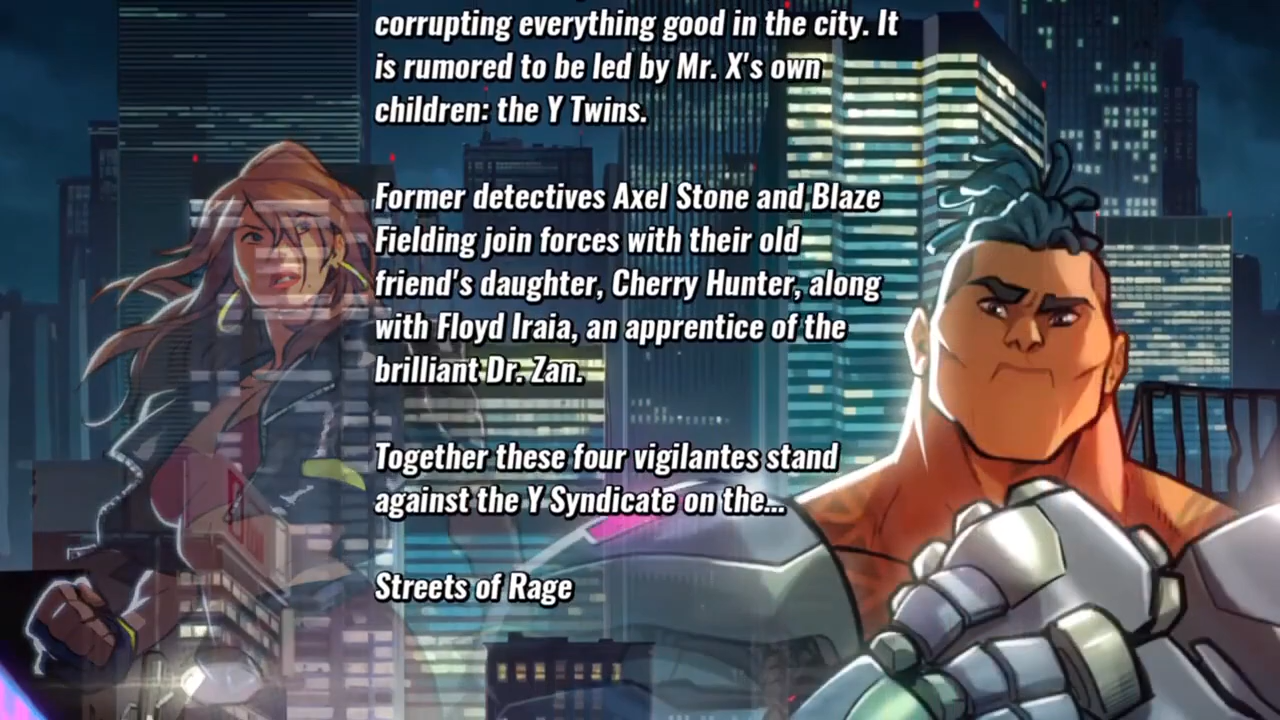 corrupting everything good in the city. It
is rumored to be led by Mr. X's own
children: the Y Twins.
Former detectives Axel Stone and Blaze
Fielding join forces with their old
friend's daughter, Cherry Hunter, along
with Floyd Iraia, an apprentice of the
brilliant Dr. Zan.
Together these four vigilantes stand
against the Y Syndicate on the...
Streets of Rage